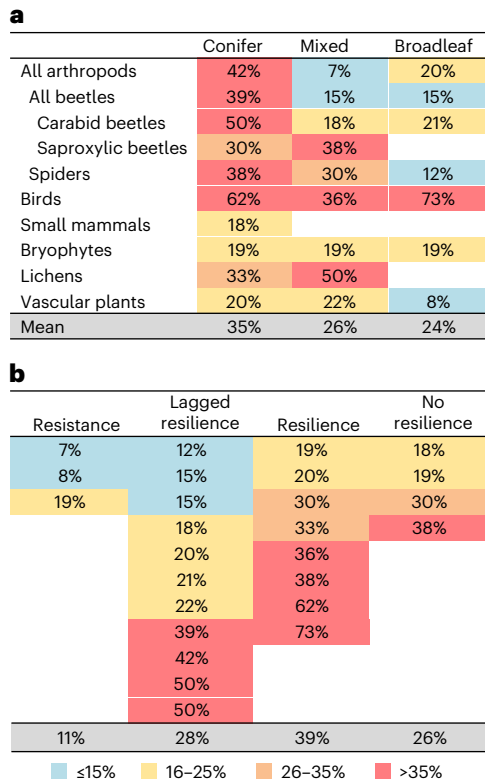 a
Conifer Mixed Broadleaf
All arthropods 42% 7% 20%
All beetles 39% 15% 15%
Carabid beetles 50% 18% 21%
Saproxylic beetles 30% 38%
Spiders 38% 30% 12%
Birds 62% 36% 73%
Small mammals 18%
Bryophytes 19% 19% 19%
Lichens 33% 50%
Vascular plants 20% 22% 8%
Mean 35% 26% 24%
b
Resistance Lagged resilience Resilience No resilience
7% 12% 19% 18%
8% 15% 20% 19%
19% 15% 30% 30%
18% 33% 38%
20% 36%
21% 38%
22% 62%
39% 73%
42%
50%
50%
11% 28% 39% 26%
≤15% 16–25% 26–35% >35%